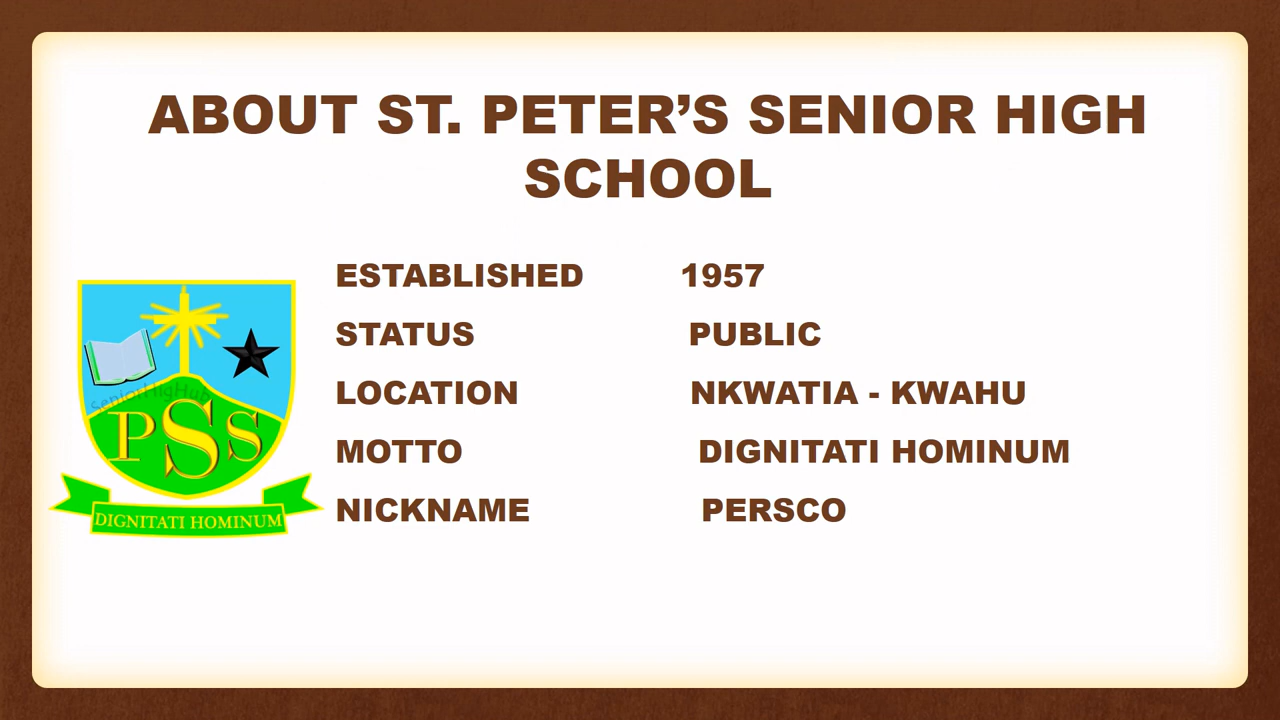 ABOUT ST. PETER’S SENIOR HIGH
SCHOOL
ESTABLISHED 1957
STATUS PUBLIC
LOCATION NKWATIA - KWAHU
MOTTO DIGNITATI HOMINUM
NICKNAME PERSCO
SeniorHigHub
PSS
DIGNITATI HOMINUM